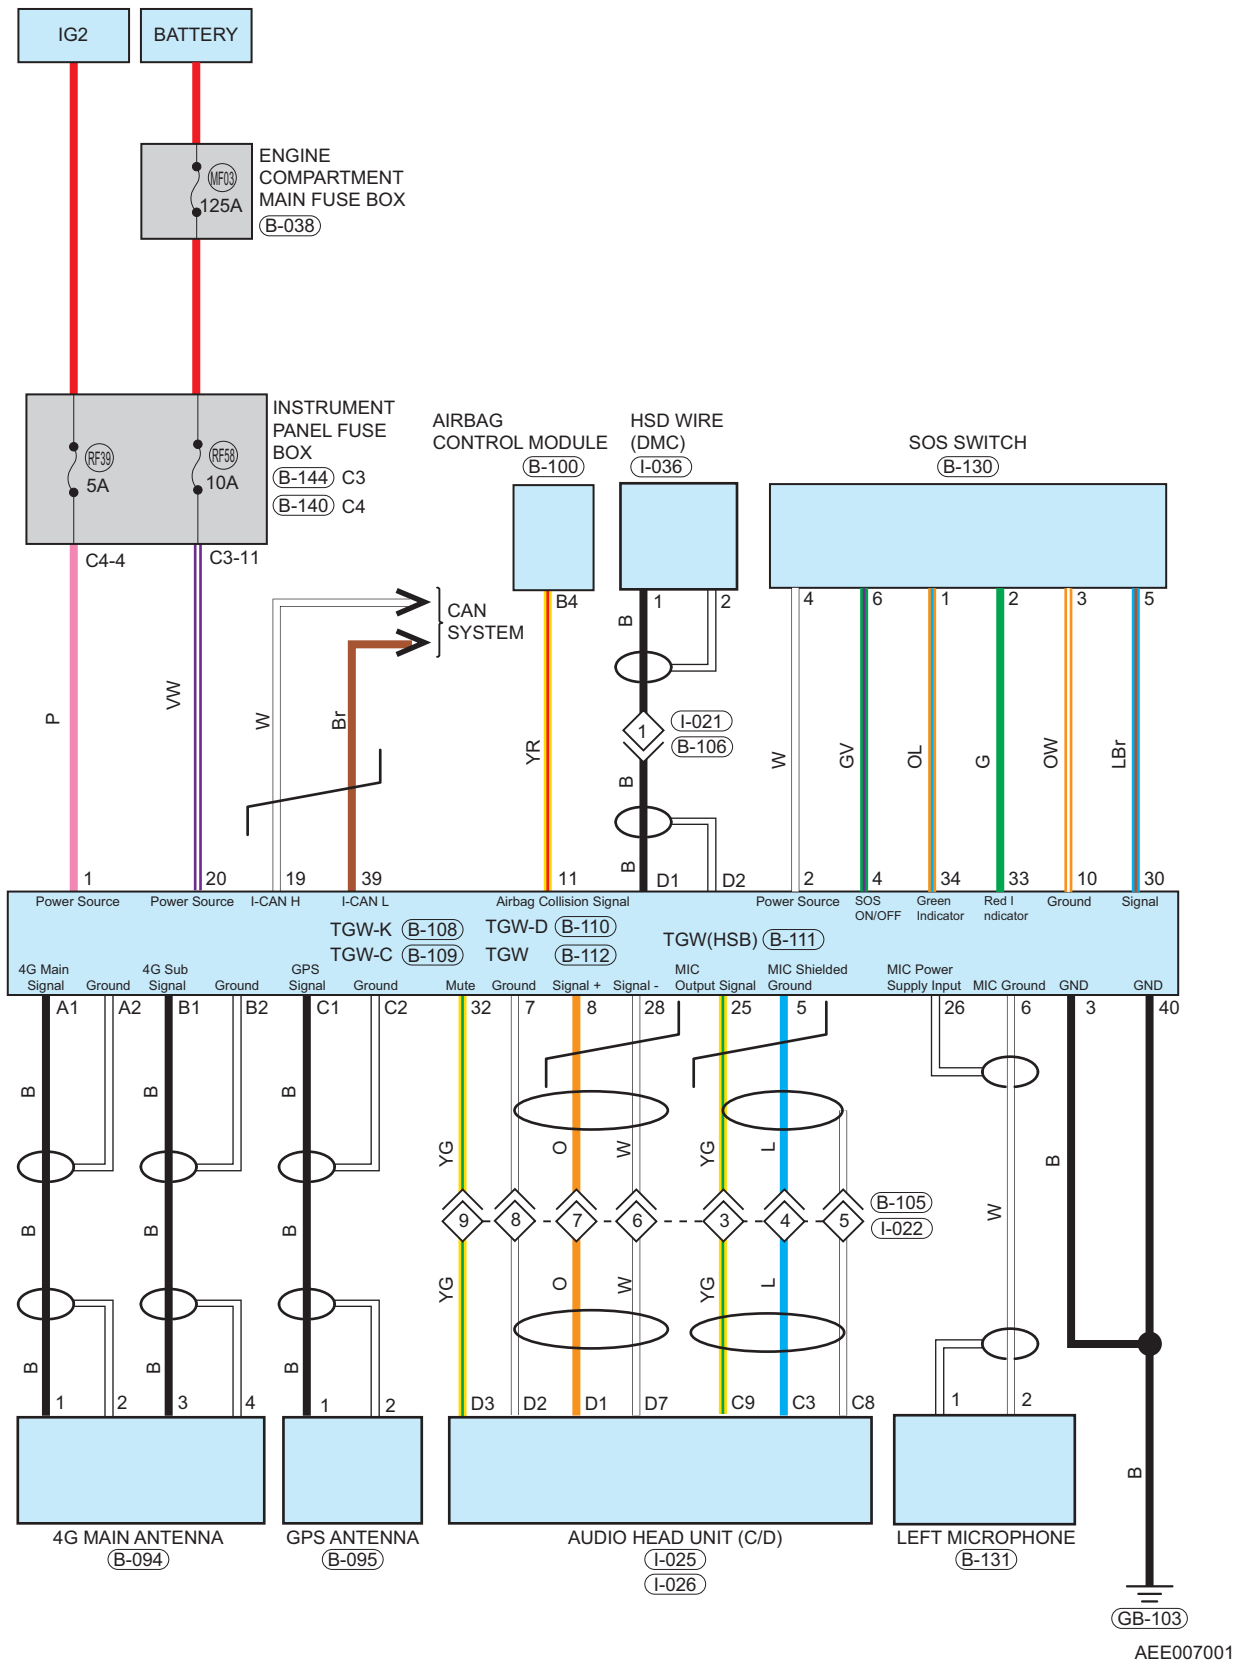 IG2
BATTERY
ENGINE
COMPARTMENT
MAIN FUSE BOX
B-038
MF03
125A
INSTRUMENT
PANEL FUSE
BOX
B-144 C3
B-140 C4
RF39
5A
RF58
10A
C4-4
C3-11
AIRBAG
CONTROL MODULE
B-100
HSD WIRE
(DMC)
I-036
SOS SWITCH
B-130
CAN
SYSTEM
B4
1
2
4
6
1
2
3
5
B
1
I-021
B-106
B
B
P
VW
W
Br
YR
W
GV
OL
G
OW
LBr
1
20
19
39
11
D1
D2
2
4
34
33
10
30
Power Source
Power Source
I-CAN H
I-CAN L
Airbag Collision Signal
Power Source
SOS
ON/OFF
Green
Indicator
Red I
ndicator
Ground
Signal
TGW-K B-108
TGW-C B-109
TGW-D B-110
TGW B-112
TGW(HSB) B-111
4G Main
Signal
Ground
4G Sub
Signal
Ground
GPS
Signal
Ground
Mute
Ground
Signal +
Signal -
MIC
Output Signal
MIC Shielded
Ground
MIC Power
Supply Input
MIC Ground
GND
GND
A1
A2
B1
B2
C1
C2
32
7
8
28
25
5
26
6
3
40
B
B
B
YG
O
W
YG
L
B
W
9
8
7
6
3
4
5
B-105
I-022
B
B
B
YG
O
W
YG
L
B
B
B
B
1
2
3
4
1
2
D3
D2
D1
D7
C9
C3
C8
1
2
4G MAIN ANTENNA
B-094
GPS ANTENNA
B-095
AUDIO HEAD UNIT (C/D)
I-025
I-026
LEFT MICROPHONE
B-131
GB-103
AEE007001